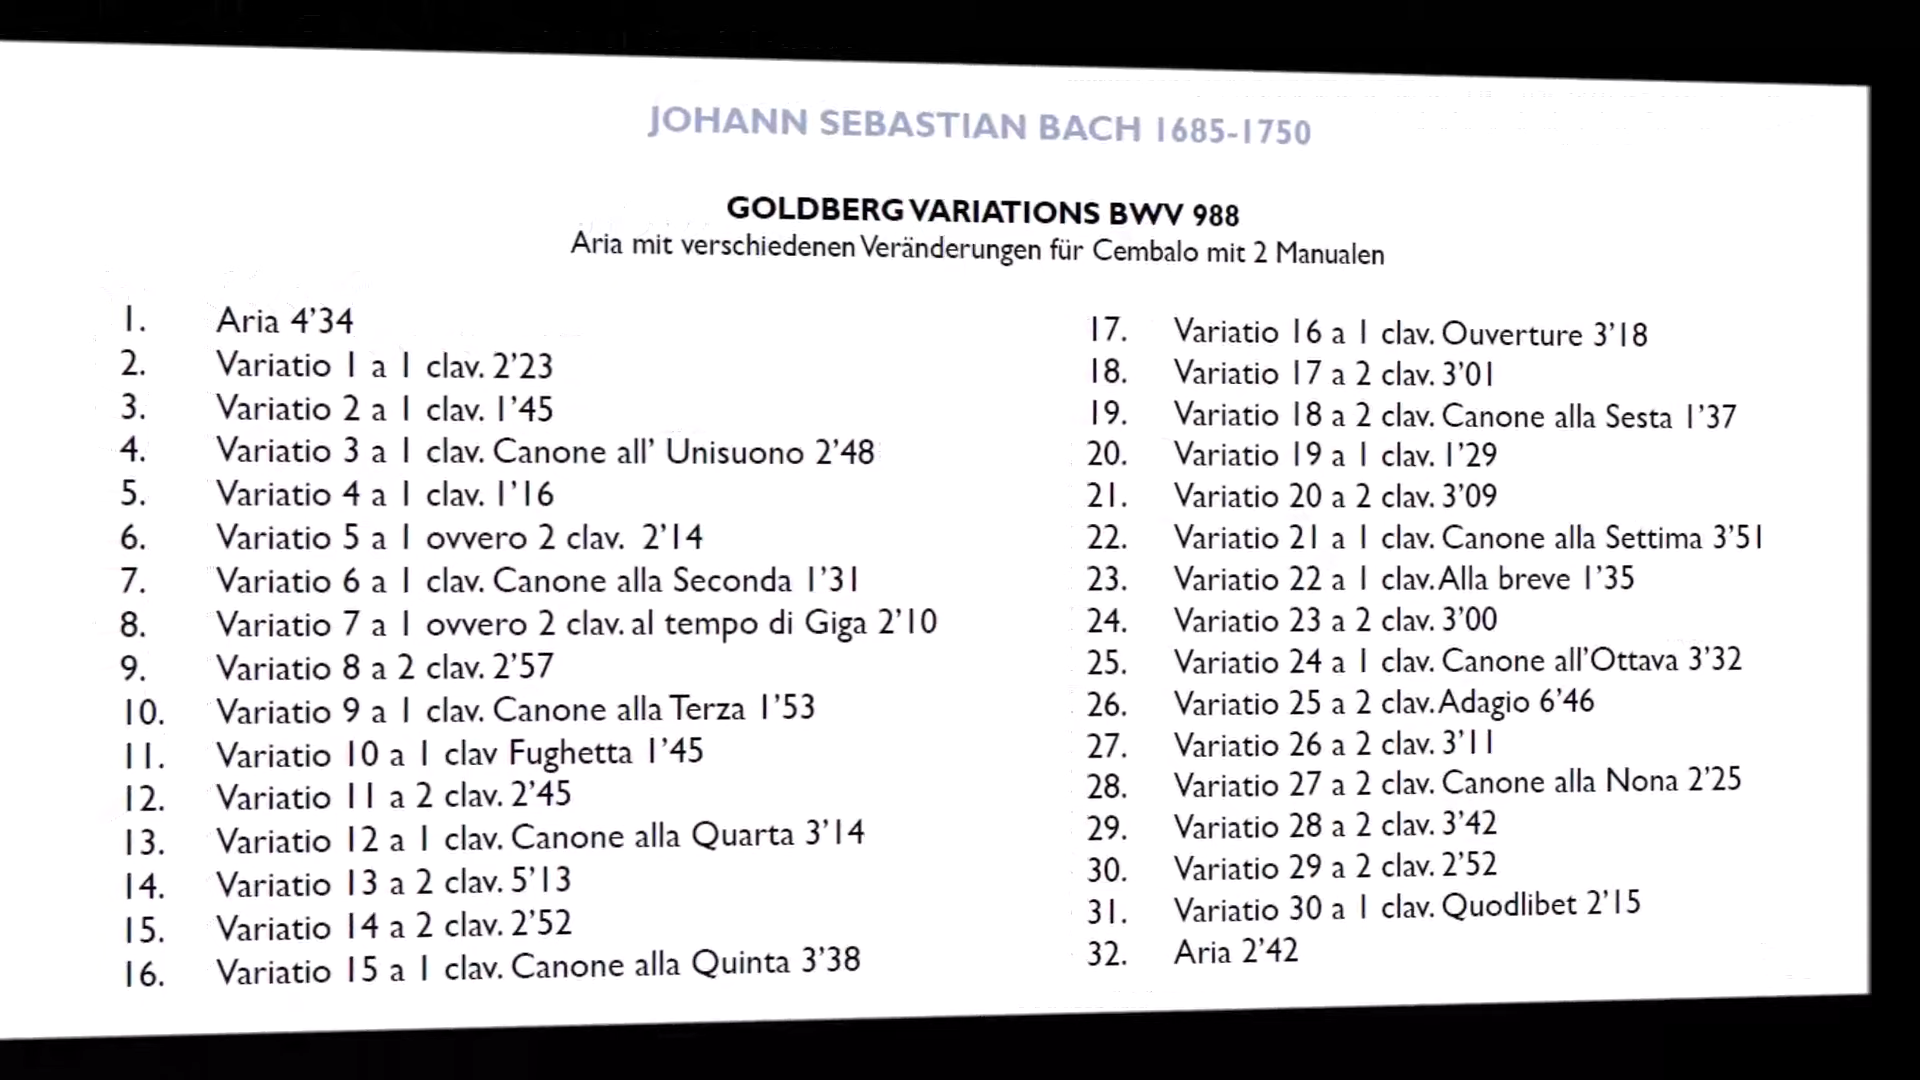 JOHANN SEBASTIAN BACH 1685-1750
GOLDBERG VARIATIONS BWV 988
Aria mit verschiedenen Veränderungen für Cembalo mit 2 Manualen
1. Aria 4’34
2. Variatio 1 a 1 clav. 2’23
3. Variatio 2 a 1 clav. 1’45
4. Variatio 3 a 1 clav. Canone all’ Unisuono 2’48
5. Variatio 4 a 1 clav. 1’16
6. Variatio 5 a 1 ovvero 2 clav. 2’14
7. Variatio 6 a 1 clav. Canone alla Seconda 1’31
8. Variatio 7 a 1 ovvero 2 clav. al tempo di Giga 2’10
9. Variatio 8 a 2 clav. 2’57
10. Variatio 9 a 1 clav. Canone alla Terza 1’53
11. Variatio 10 a 1 clav Fughetta 1’45
12. Variatio 11 a 2 clav. 2’45
13. Variatio 12 a 1 clav. Canone alla Quarta 3’14
14. Variatio 13 a 2 clav. 5’13
15. Variatio 14 a 2 clav. 2’52
16. Variatio 15 a 1 clav. Canone alla Quinta 3’38
17. Variatio 16 a 1 clav. Ouverture 3’18
18. Variatio 17 a 2 clav. 3’01
19. Variatio 18 a 2 clav. Canone alla Sesta 1’37
20. Variatio 19 a 1 clav. 1’29
21. Variatio 20 a 2 clav. 3’09
22. Variatio 21 a 1 clav. Canone alla Settima 3’51
23. Variatio 22 a 1 clav. Alla breve 1’35
24. Variatio 23 a 2 clav. 3’00
25. Variatio 24 a 1 clav. Canone all’Ottava 3’32
26. Variatio 25 a 2 clav. Adagio 6’46
27. Variatio 26 a 2 clav. 3’11
28. Variatio 27 a 2 clav. Canone alla Nona 2’25
29. Variatio 28 a 2 clav. 3’42
30. Variatio 29 a 2 clav. 2’52
31. Variatio 30 a 1 clav. Quodlibet 2’15
32. Aria 2’42